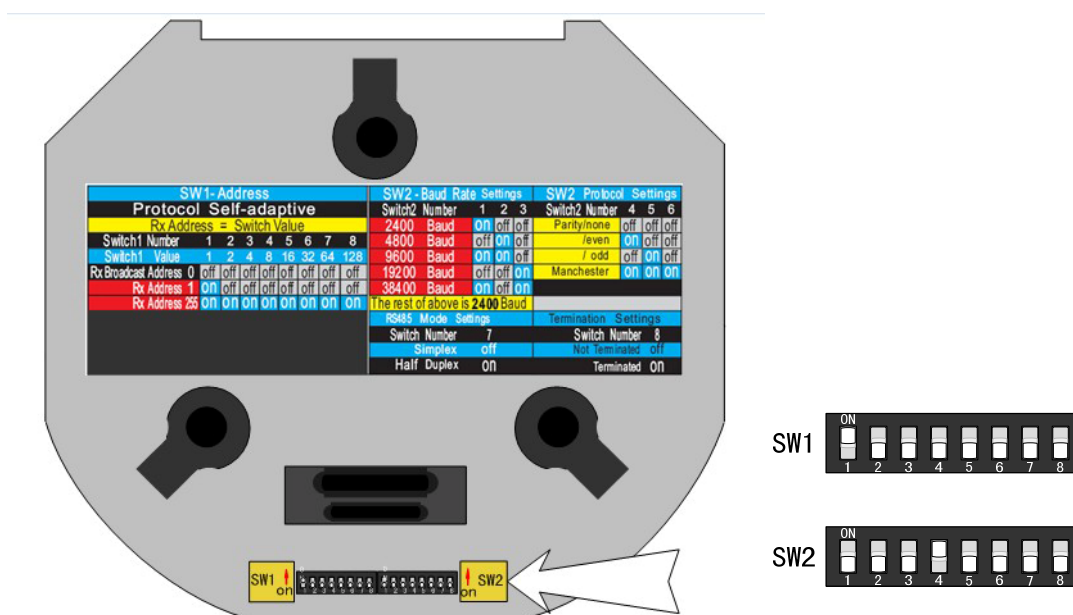 SW1-Address
Protocol Self-adaptive
Rx Address = Switch Value
Switch1 Number 1 2 3 4 5 6 7 8
Switch1 Value 1 2 4 8 16 32 64 128
Rx Broadcast Address 0 off off off off off off off off
Rx Address 1 on off off off off off off off
Rx Address 255 on on on on on on on on
SW2 - Baud Rate Settings
Switch2 Number 1 2 3
2400 Baud on off off
4800 Baud off on off
9600 Baud on on off
19200 Baud off off on
38400 Baud on off on
The rest of above is 2400 Baud
RS485 Mode Settings
Switch Number 7
Simplex off
Half Duplex on
SW2 Protocol Settings
Switch2 Number 4 5 6
Parity/none off off off
/even on off off
/ odd off on off
Manchester on on on
Termination Settings
Switch Number 8
Not Terminated off
Terminated on
SW1 on
on SW2
SW1
ON
1 2 3 4 5 6 7 8
SW2
ON
1 2 3 4 5 6 7 8